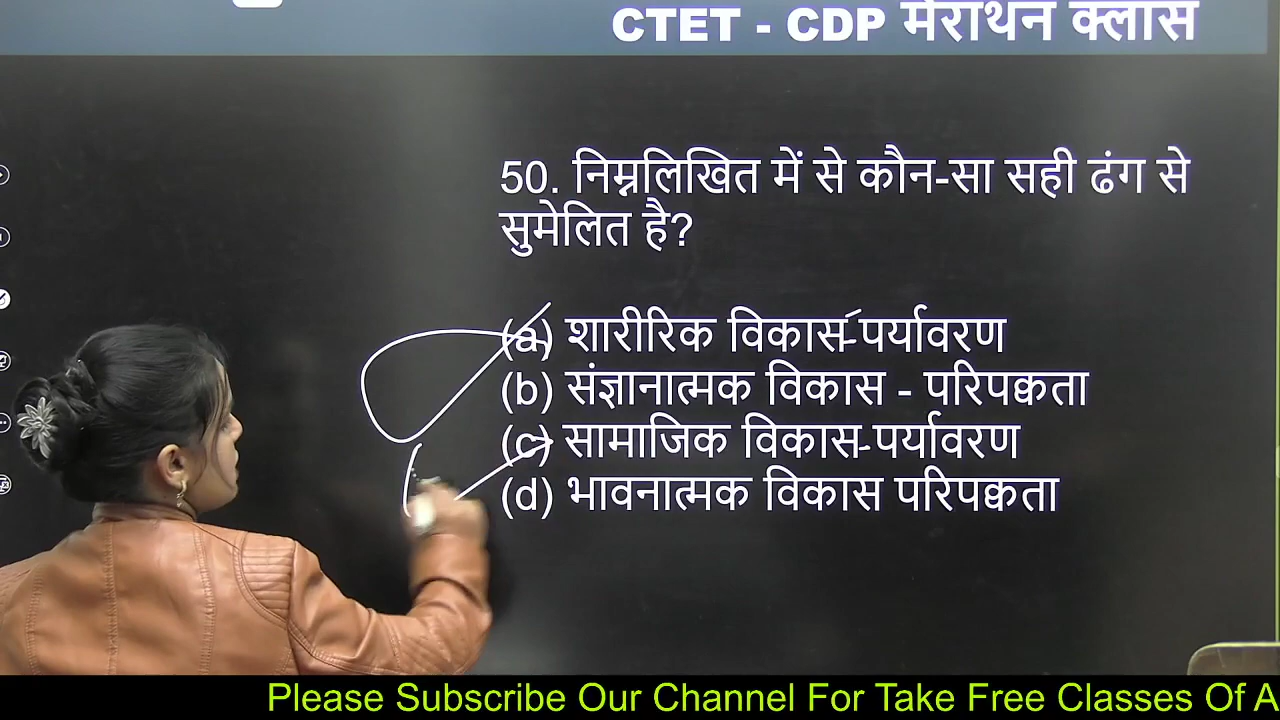 CTET - CDP मैराथन क्लास
50. निम्नलिखित में से कौन-सा सही ढंग से
सुमेलित है?
(a) शारीरिक विकास-पर्यावरण
(b) संज्ञानात्मक विकास - परिपक्वता
(c) सामाजिक विकास-पर्यावरण
(d) भावनात्मक विकास परिपक्वता
Please Subscribe Our Channel For Take Free Classes Of A